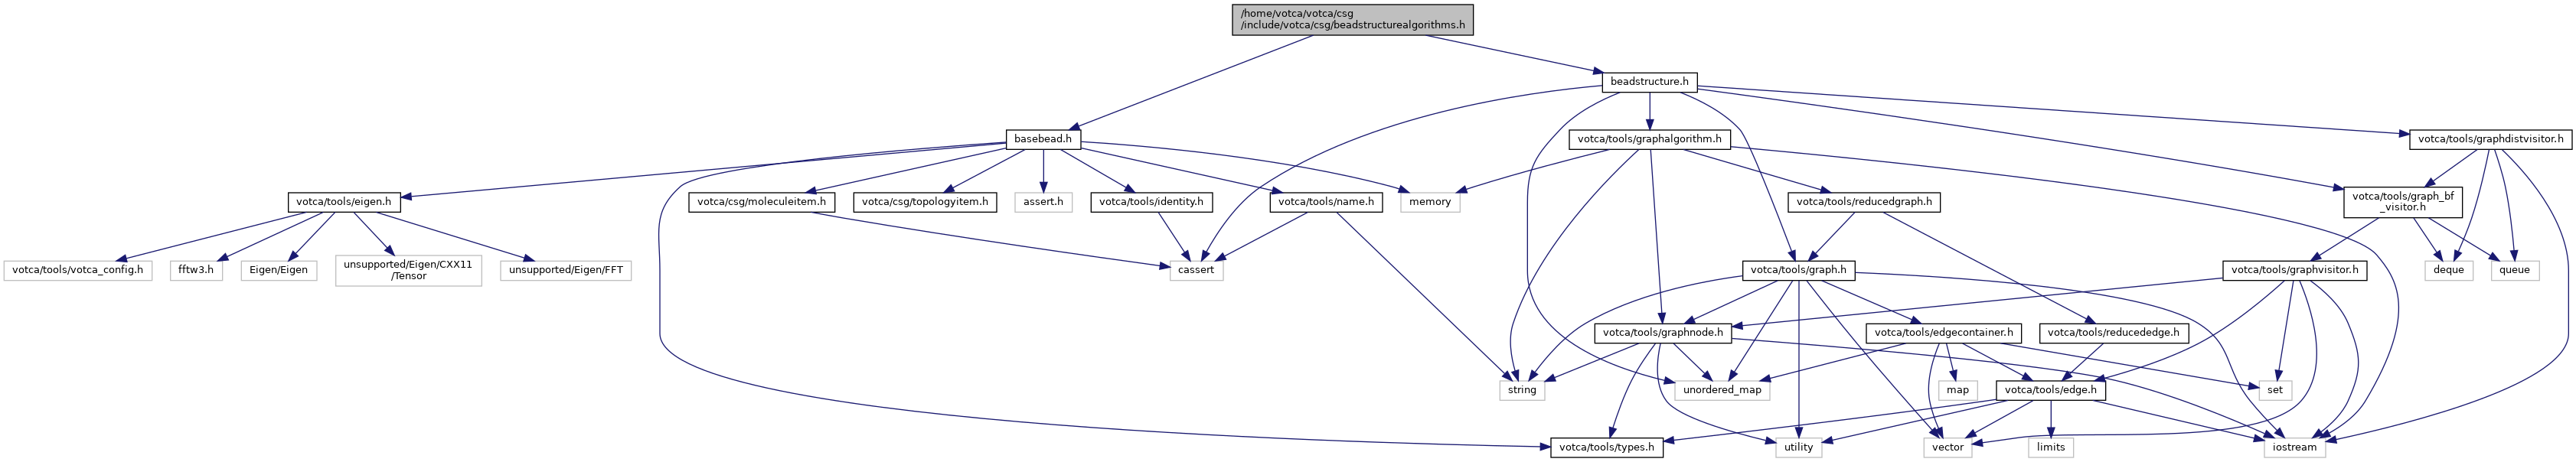 /home/votca/votca/csg
/include/votca/csg/beadstructurealgorithms.h
beadstructure.h
basebead.h
votca/tools/graphalgorithm.h
votca/tools/graphdistvisitor.h
votca/tools/eigen.h
votca/csg/moleculeitem.h
votca/csg/topologyitem.h
assert.h
votca/tools/identity.h
votca/tools/name.h
memory
votca/tools/reducedgraph.h
votca/tools/graph_bf
_visitor.h
votca/tools/votca_config.h
fftw3.h
Eigen/Eigen
unsupported/Eigen/CXX11
/Tensor
unsupported/Eigen/FFT
cassert
votca/tools/graph.h
votca/tools/graphvisitor.h
deque
queue
votca/tools/graphnode.h
votca/tools/edgecontainer.h
votca/tools/reducededge.h
string
unordered_map
map
votca/tools/edge.h
set
votca/tools/types.h
utility
vector
limits
iostream